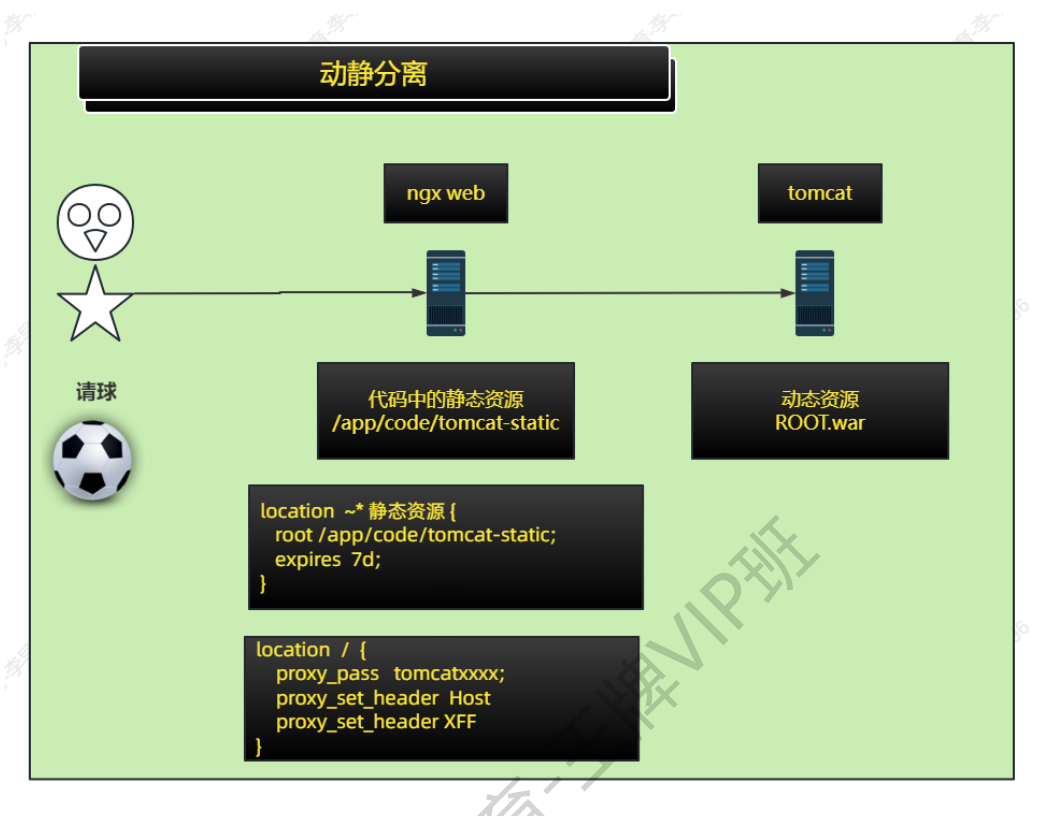 动静分离
ngx web
tomcat
请球
代码中的静态资源
/app/code/tomcat-static
动态资源
ROOT.war
location ~* 静态资源 {
root /app/code/tomcat-static;
expires 7d;
}
location / {
proxy_pass tomcatxxxx;
proxy_set_header Host
proxy_set_header XFF
}
育-王牌VIP班